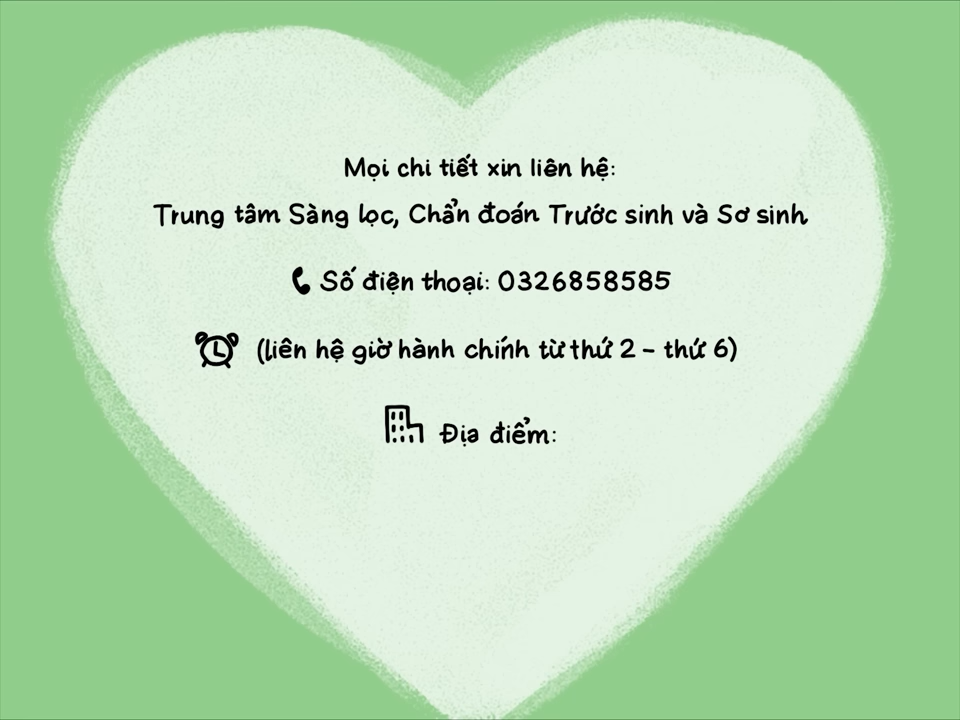 Mọi chi tiết xin liên hệ:
Trung tâm Sàng lọc, Chẩn đoán Trước sinh và Sơ sinh
Số điện thoại: 0326858585
(liên hệ giờ hành chính từ thứ 2 - thứ 6)
Địa điểm: